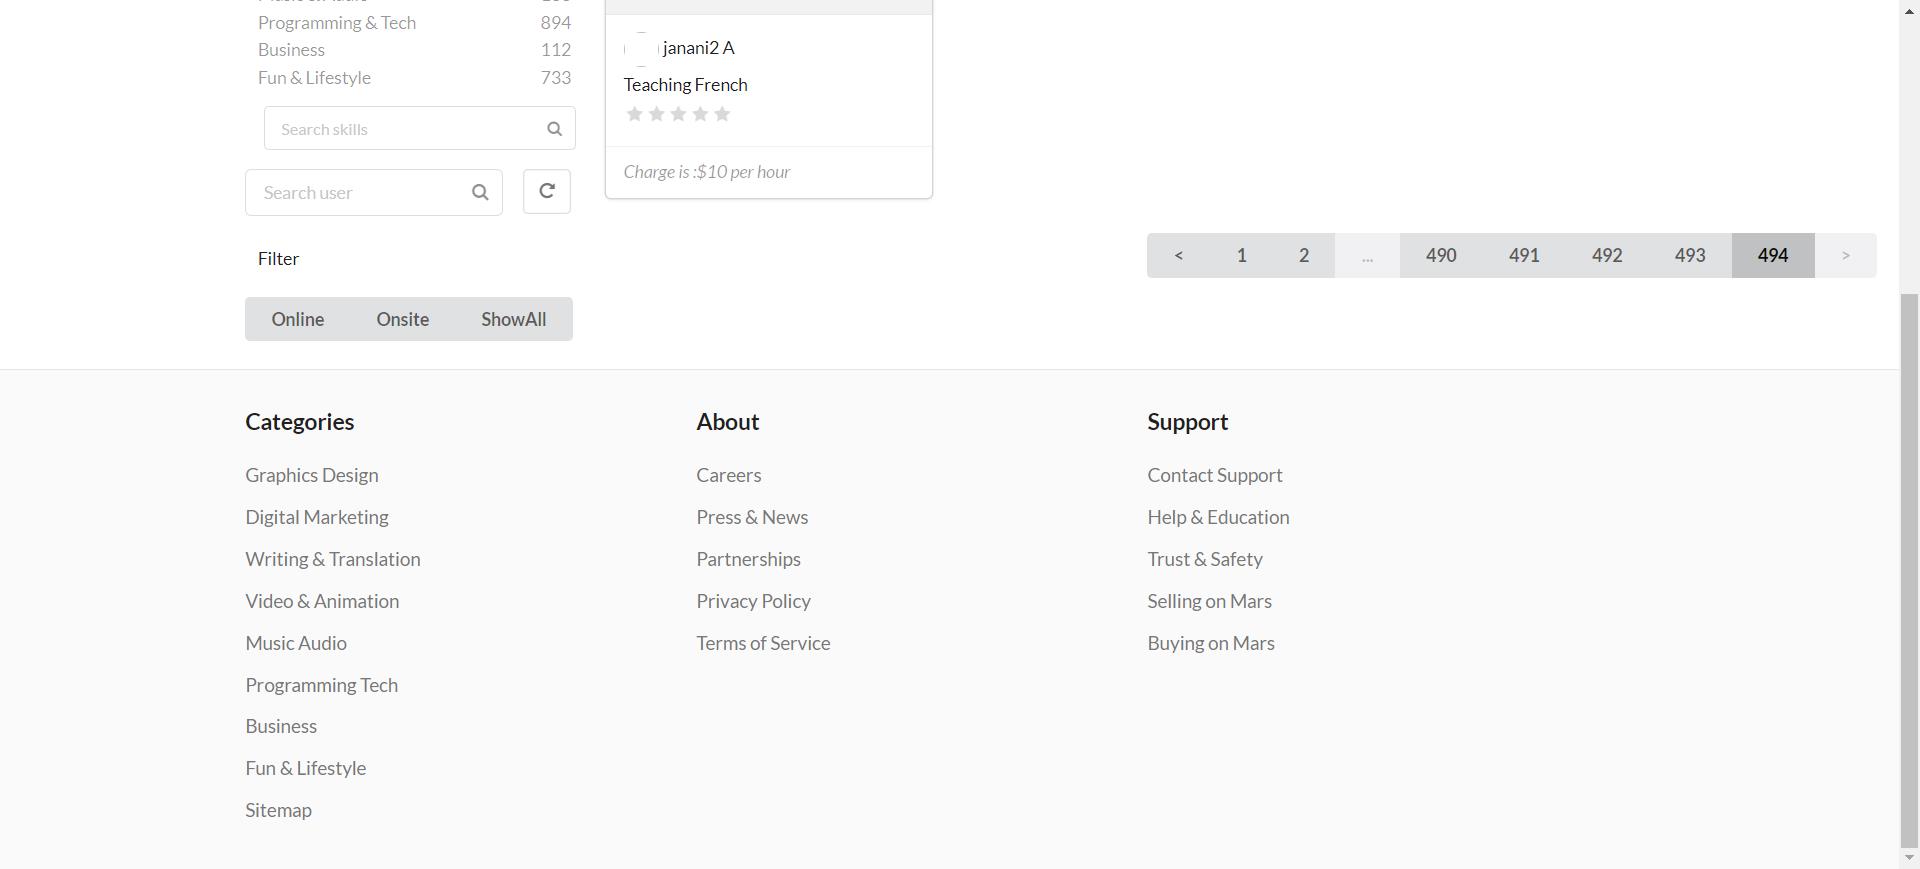 Programming & Tech 894
Business 112
Fun & Lifestyle 733
Search skills
Search user
Filter
Online Onsite ShowAll
janani2 A
Teaching French
Charge is :$10 per hour
< 1 2 ... 490 491 492 493 494 >
Categories
Graphics Design
Digital Marketing
Writing & Translation
Video & Animation
Music Audio
Programming Tech
Business
Fun & Lifestyle
Sitemap
About
Careers
Press & News
Partnerships
Privacy Policy
Terms of Service
Support
Contact Support
Help & Education
Trust & Safety
Selling on Mars
Buying on Mars